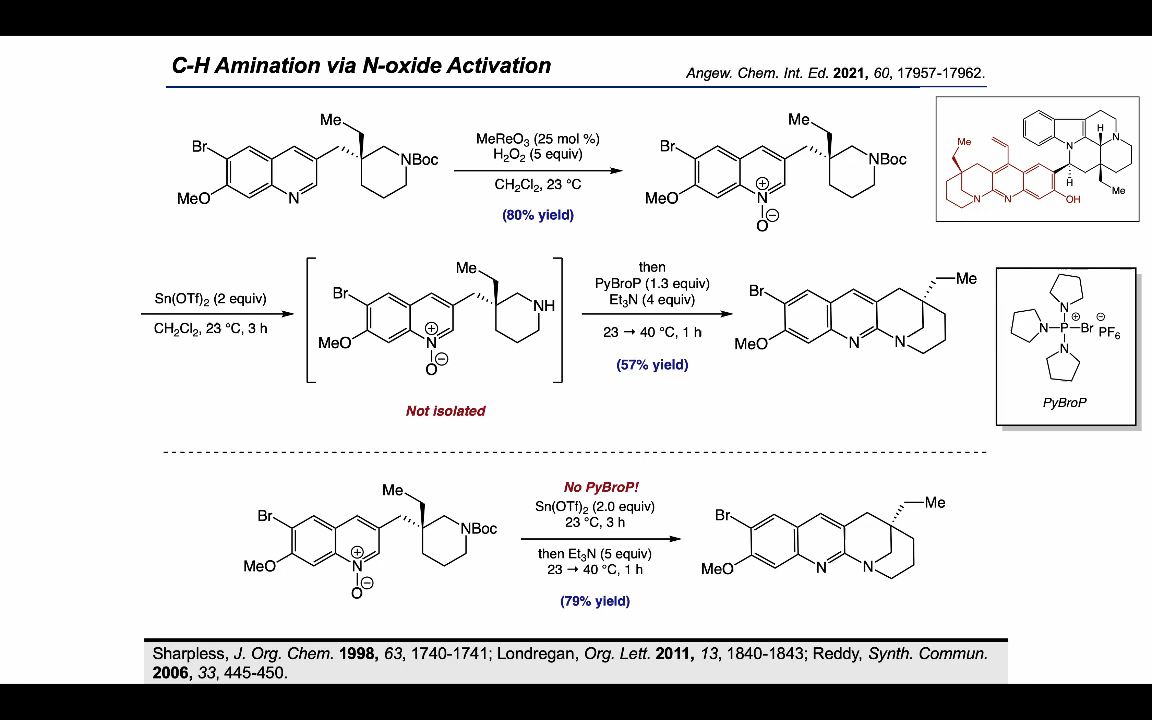 C-H Amination via N-oxide Activation
Angew. Chem. Int. Ed. 2021, 60, 17957-17962.
Me
Br
MeO
N
NBoc
MeReO₃ (25 mol %)
H₂O₂ (5 equiv)
CH₂Cl₂, 23 °C
(80% yield)
Me
Br
MeO
N
⊕
O
⊖
NBoc
Me
N
N
OH
N
H
N
H
Me
Sn(OTf)₂ (2 equiv)
CH₂Cl₂, 23 °C, 3 h
Me
Br
MeO
N
⊕
O
⊖
NH
Not isolated
then
PyBroP (1.3 equiv)
Et₃N (4 equiv)
23 → 40 °C, 1 h
(57% yield)
Br
MeO
N
N
Me
N
N
P
⊕
Br
⊖
PF₆
N
PyBroP
Me
Br
MeO
N
⊕
O
⊖
NBoc
No PyBroP!
Sn(OTf)₂ (2.0 equiv)
23 °C, 3 h
then Et₃N (5 equiv)
23 → 40 °C, 1 h
(79% yield)
Br
MeO
N
N
Me
Sharpless, J. Org. Chem. 1998, 63, 1740-1741; Londregan, Org. Lett. 2011, 13, 1840-1843; Reddy, Synth. Commun.
2006, 33, 445-450.